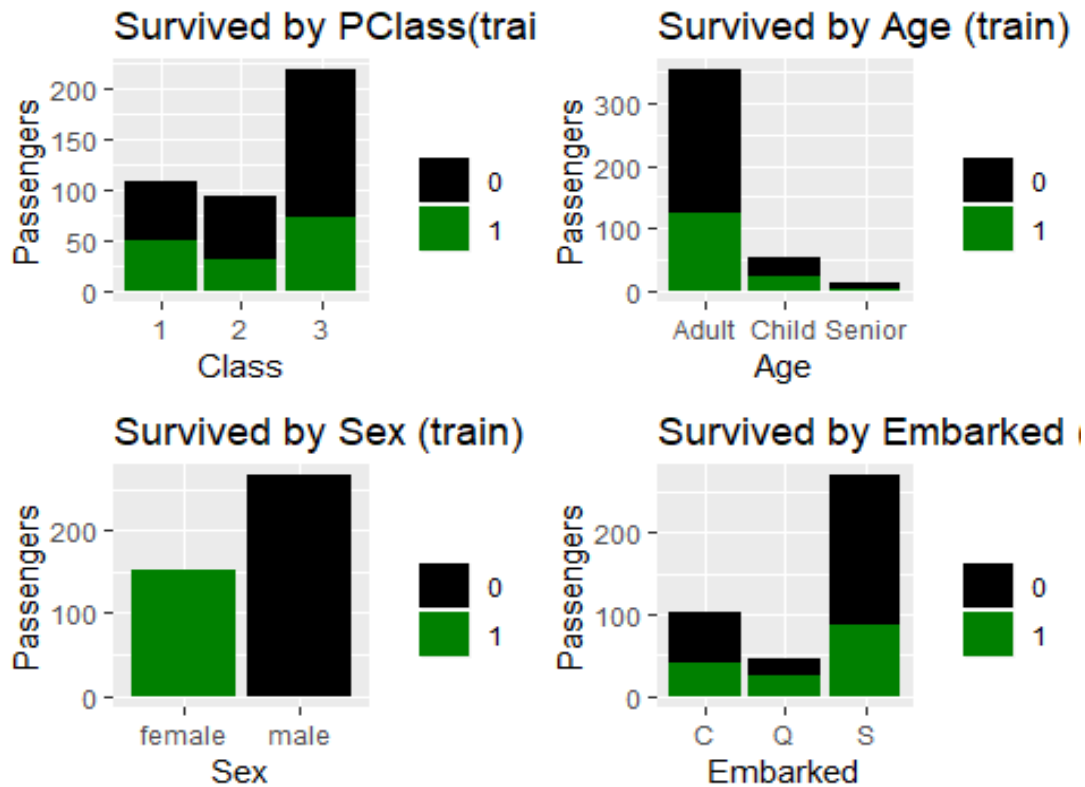 Survived by PClass(trai
Passengers
200
150
100
50
0
1
2
3
Class
0
1
Survived by Age (train)
Passengers
300
200
100
0
Adult
Child
Senior
Age
0
1
Survived by Sex (train)
Passengers
200
100
0
female
male
Sex
0
1
Survived by Embarked (
Passengers
200
100
0
C
Q
S
Embarked
0
1